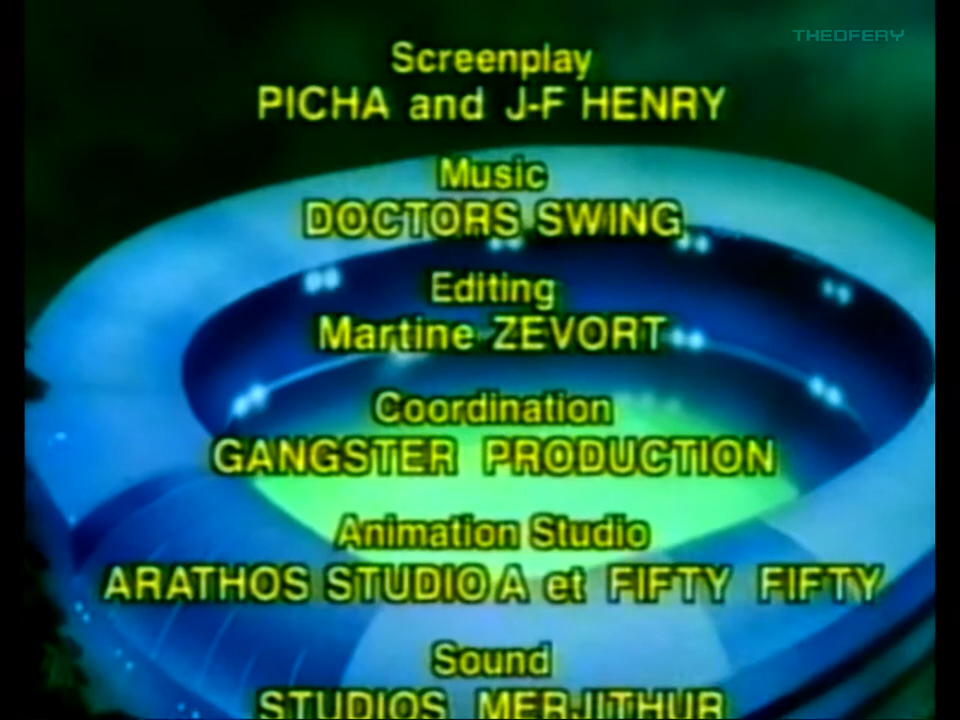 THEOFERY
Screenplay
PICHA and J-F HENRY
Music
DOCTORS SWING
Editing
Martine ZEVORT
Coordination
GANGSTER PRODUCTION
Animation Studio
ARATHOS STUDIO A et FIFTY FIFTY
Sound
STUDIOS MERJITHUR